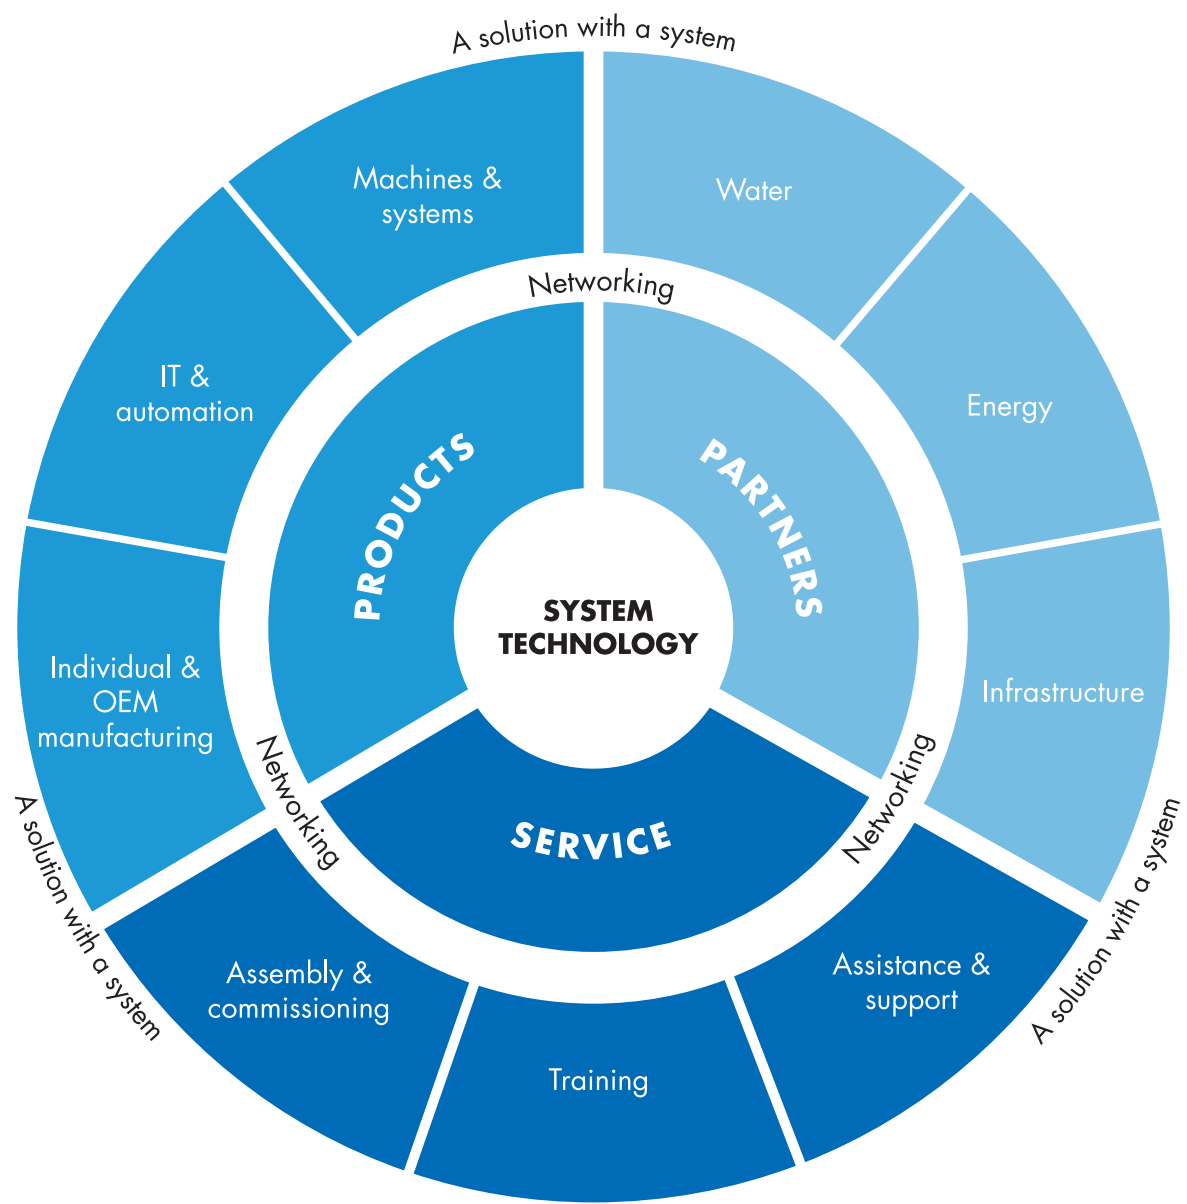 A solution with a system
Machines &
systems
Water
Networking
IT &
automation
Energy
PRODUCTS
PARTNERS
SYSTEM
TECHNOLOGY
Individual &
OEM
manufacturing
Infrastructure
Networking
Networking
SERVICE
A solution with a system
A solution with a system
Assembly &
commissioning
Assistance &
support
Training